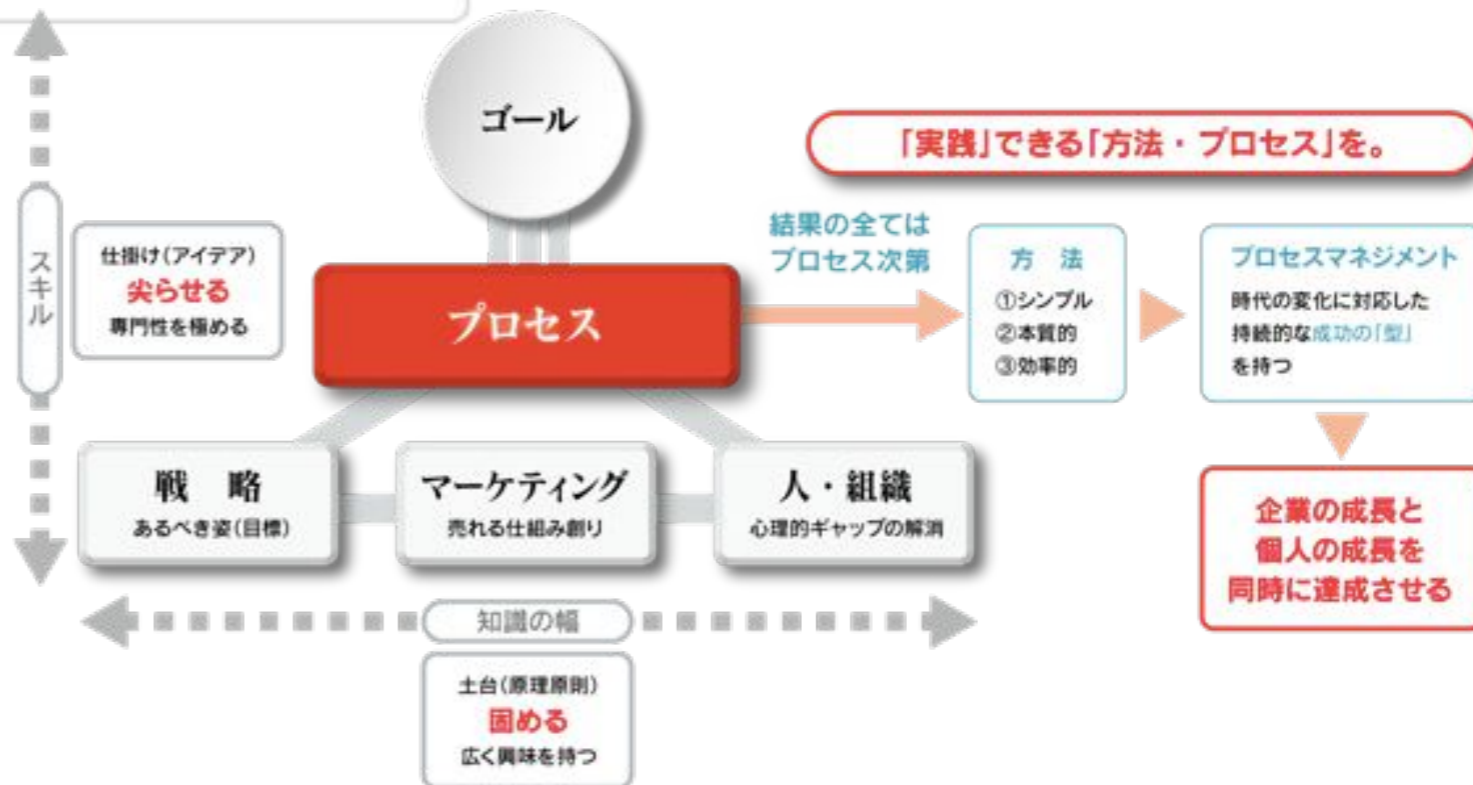 ゴール
「実践」できる「方法・プロセス」を。
スキル
仕掛け(アイデア)
尖らせる
専門性を極める
プロセス
結果の全ては
プロセス次第
方 法
①シンプル
②本質的
③効率的
プロセスマネジメント
時代の変化に対応した
持続的な成功の「型」
を持つ
戦 略
あるべき姿(目標)
マーケティング
売れる仕組み創り
人・組織
心理的ギャップの解消
企業の成長と
個人の成長を
同時に達成させる
知識の幅
土台(原理原則)
固める
広く興味を持つ